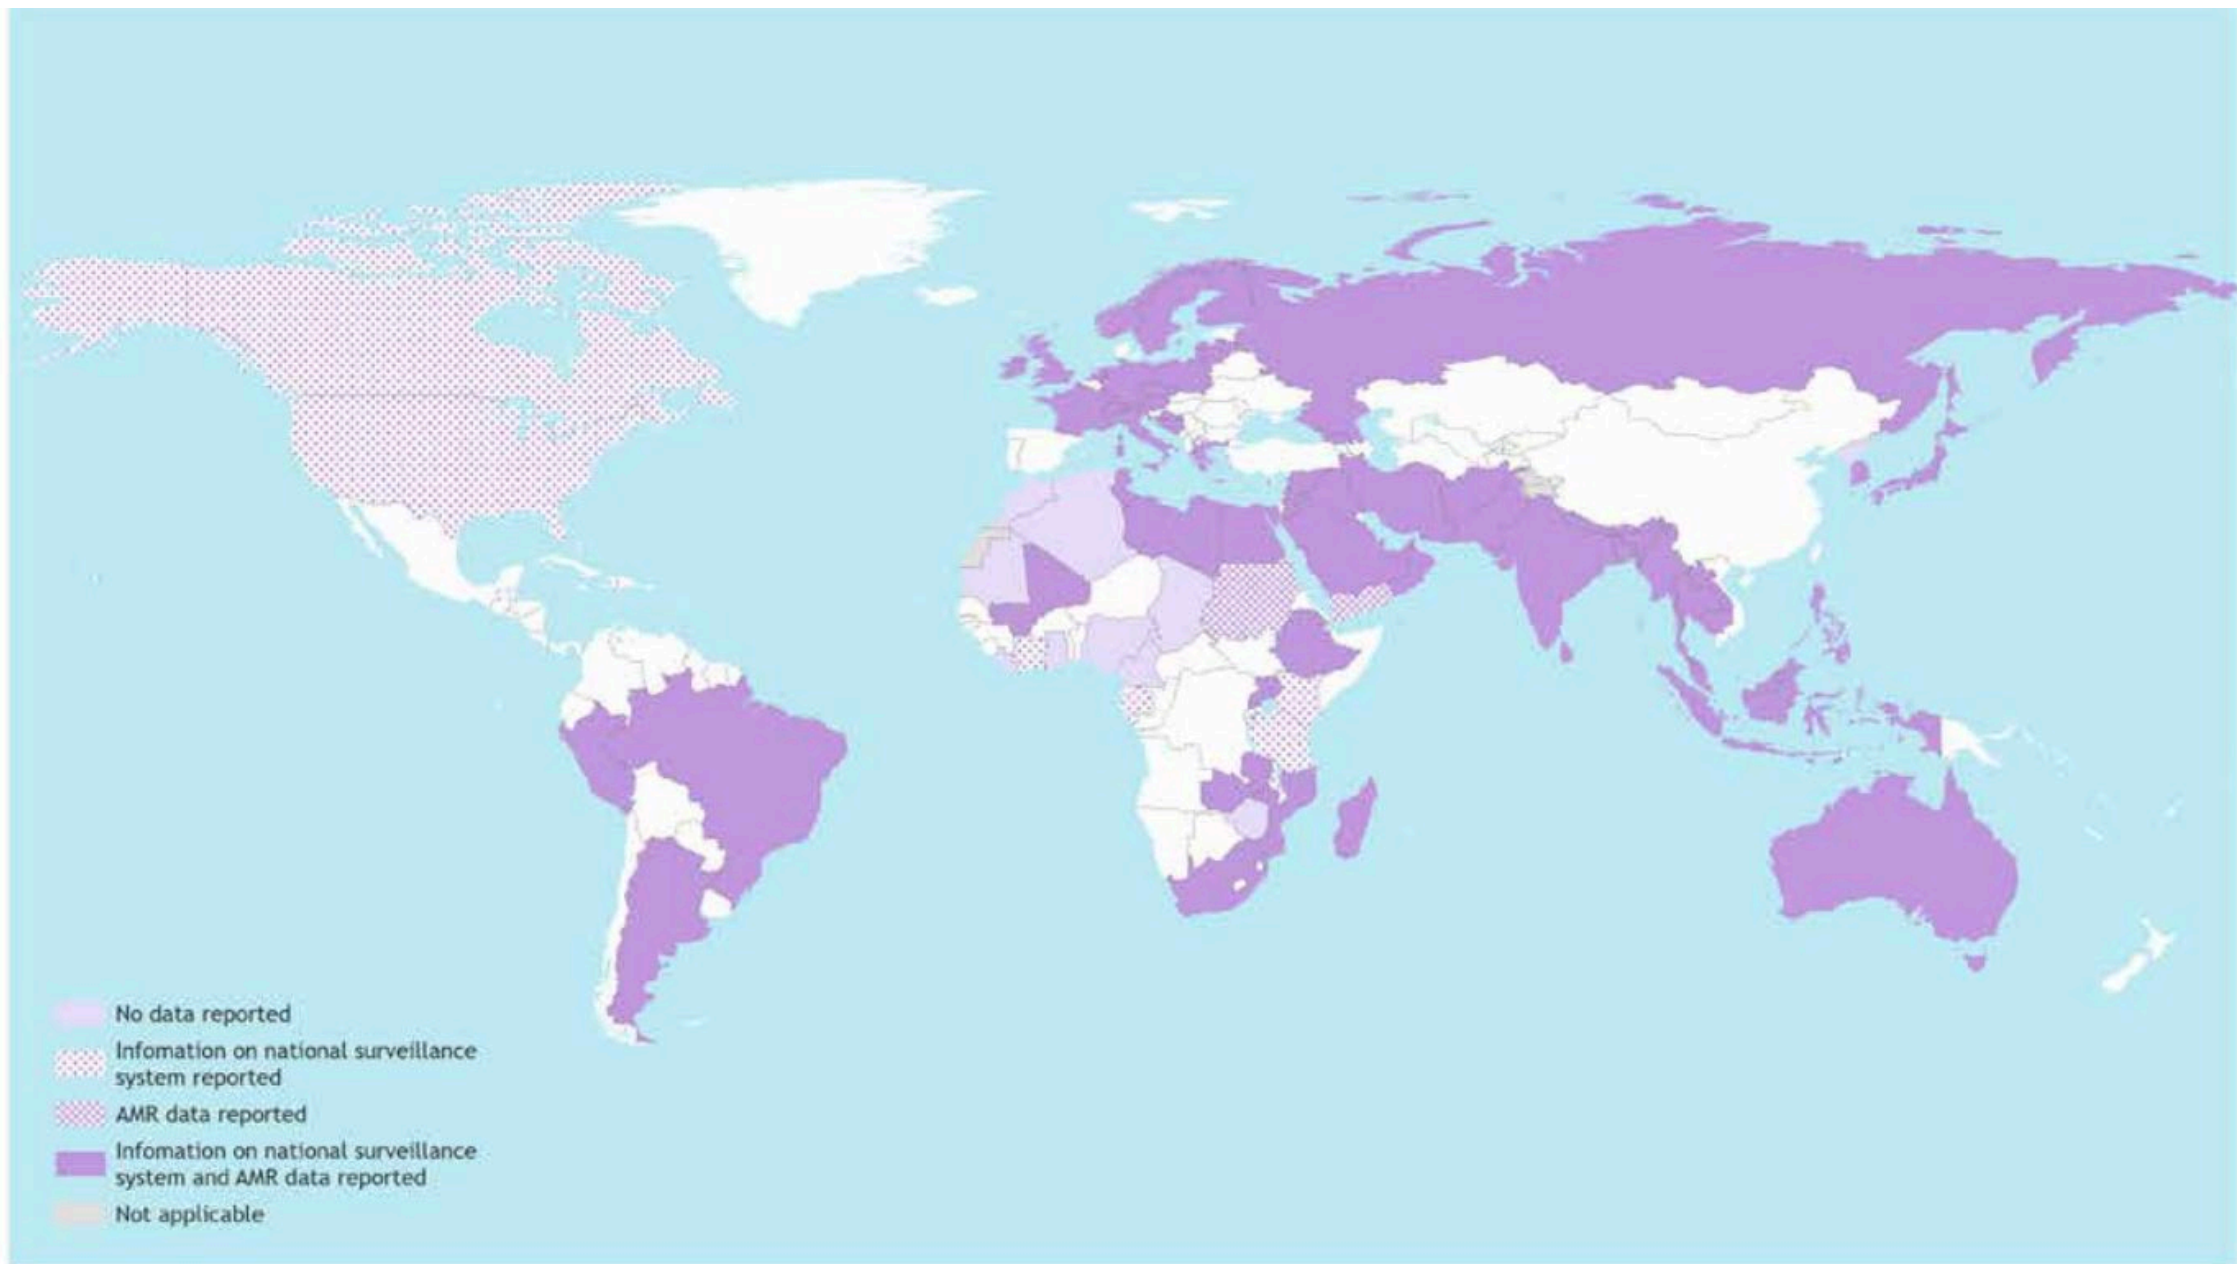 No data reported
Infomation on national surveillance
system reported
AMR data reported
Infomation on national surveillance
system and AMR data reported
Not applicable